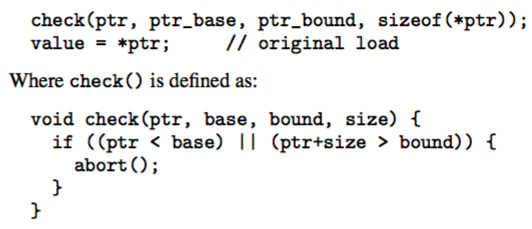 check(ptr, ptr_base, ptr_bound, sizeof(*ptr));
value = *ptr;     // original load
Where check() is defined as:
void check(ptr, base, bound, size) {
  if ((ptr < base) || (ptr+size > bound)) {
    abort();
  }
}